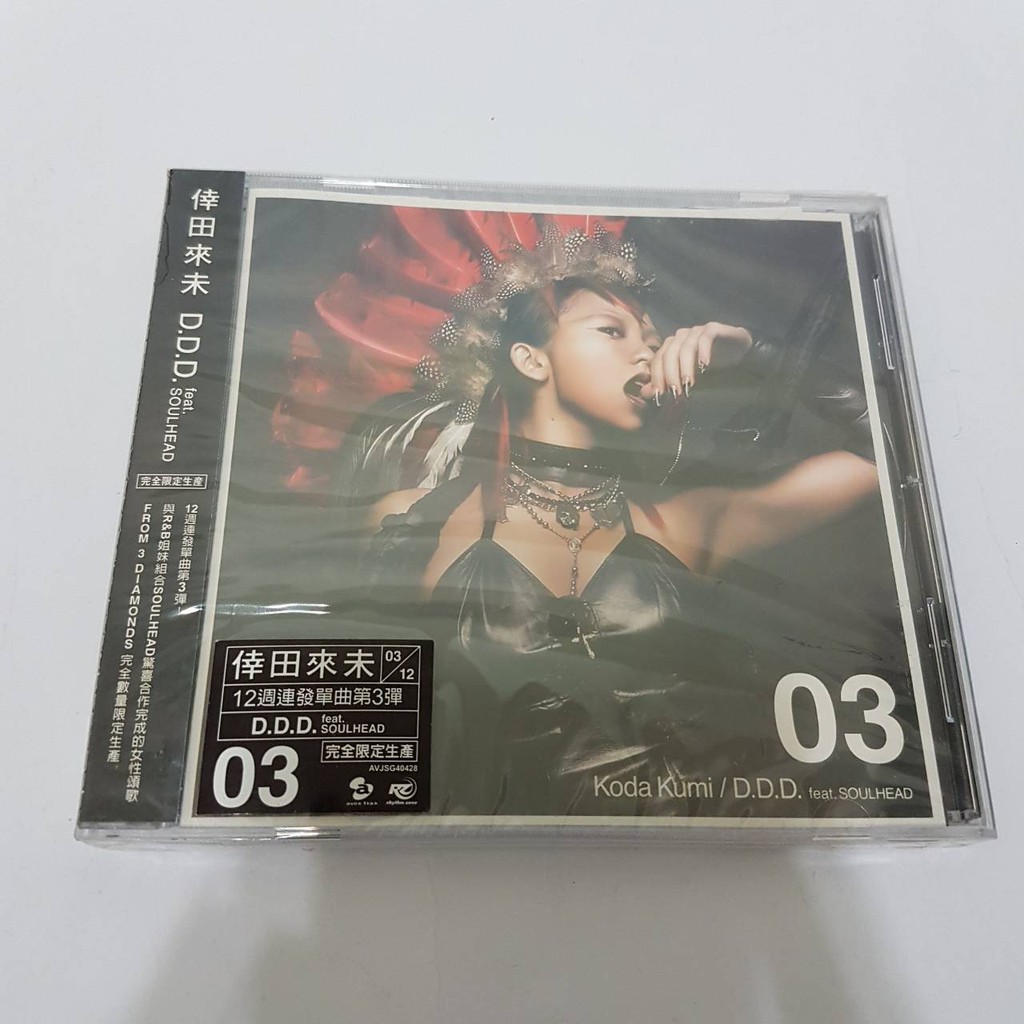 倖田來未 D.D.D. feat. SOULHEAD
完全限定生產
12週連發單曲第3彈
與R&B姐妹組合SOULHEAD驚喜合作完成的女性頌歌
FROM 3 DIAMONDS 完全數量限定生產
倖田來未 03/12
12週連發單曲第3彈
D.D.D. feat. SOULHEAD
完全限定生產
AVJSG40428
03
avex trax
rhythm zone
03
Koda Kumi / D.D.D. feat. SOULHEAD